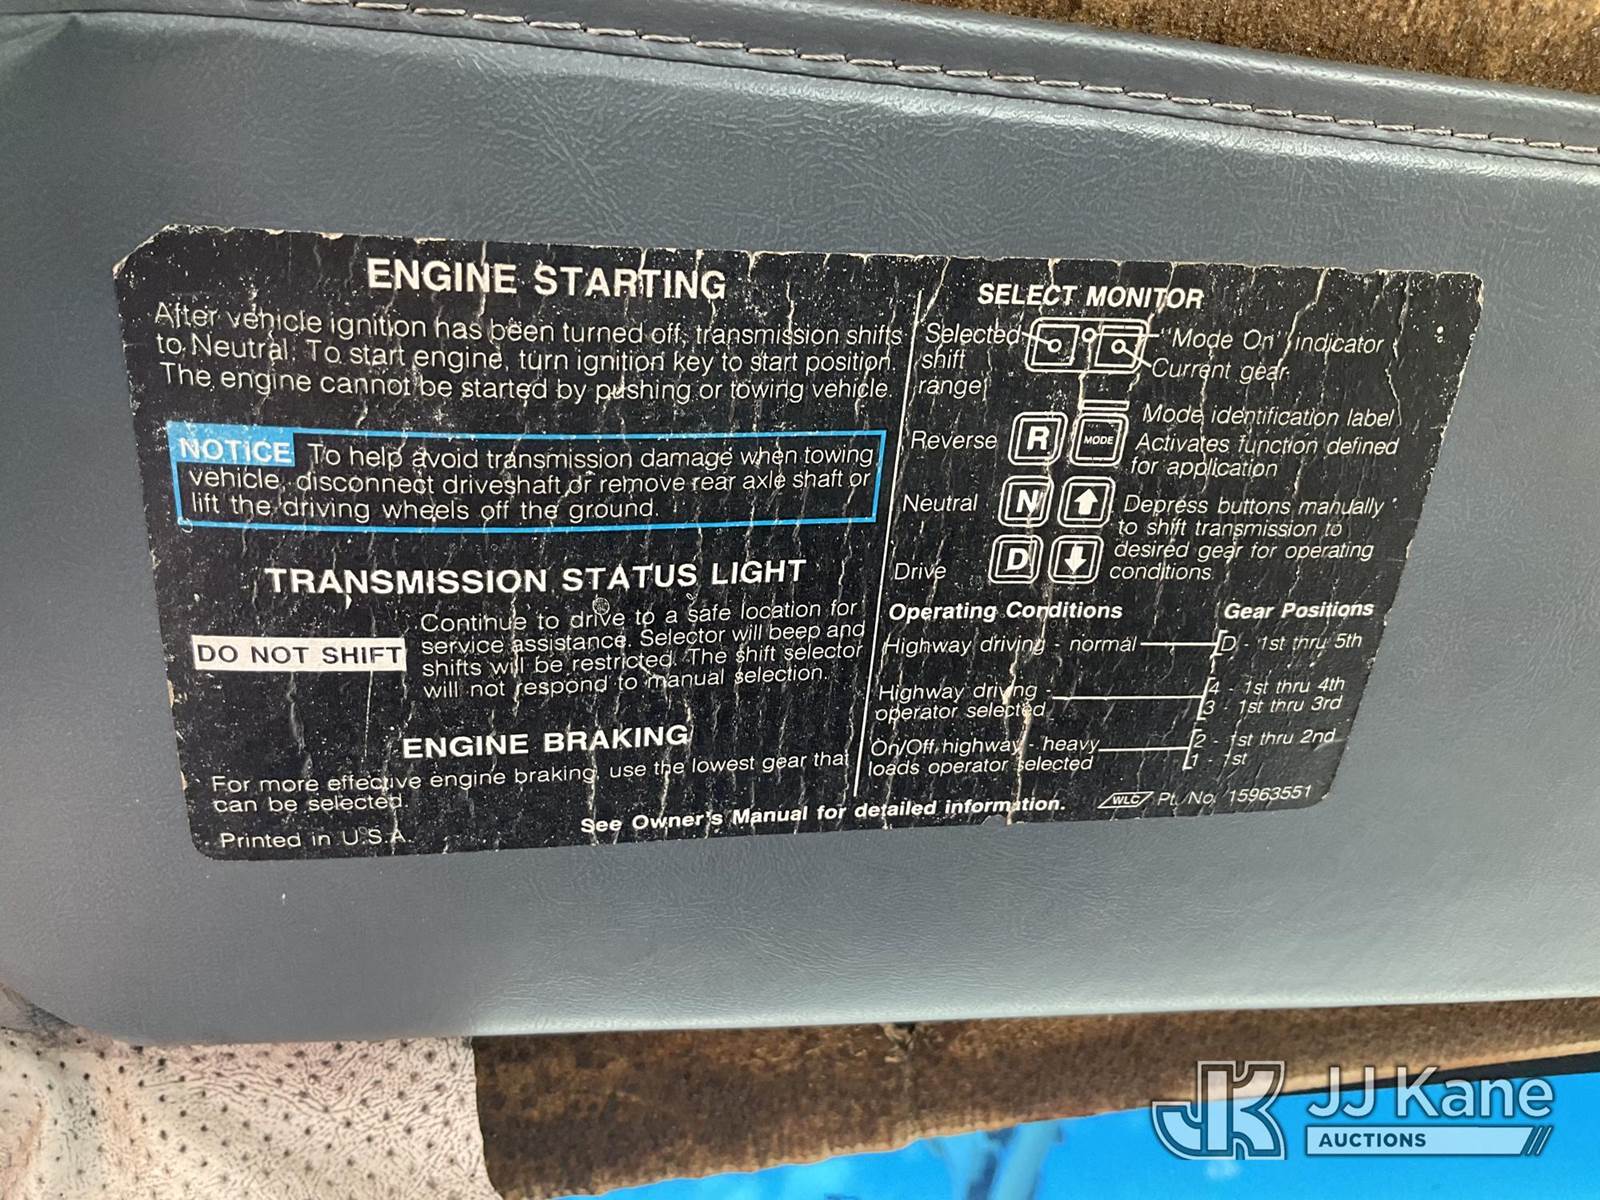 ENGINE STARTING
After vehicle ignition has been turned off, transmission shifts
to Neutral. To start engine, turn ignition key to start position.
The engine cannot be started by pushing or towing vehicle.
NOTICE To help avoid transmission damage when towing
vehicle, disconnect driveshaft or remove rear axle shaft or
lift the driving wheels off the ground.
TRANSMISSION STATUS LIGHT
DO NOT SHIFT
Continue to drive to a safe location for
service assistance. Selector will beep and
shifts will be restricted. The shift selector
will not respond to manual selection.
ENGINE BRAKING
For more effective engine braking, use the lowest gear that
can be selected.
Printed in U.S.A.
SELECT MONITOR
Selected
shift
range
"Mode On" indicator
Current gear
Mode identification label
Reverse R MODE Activates function defined
for application
Neutral N Depress buttons manually
to shift transmission to
desired gear for operating
conditions
Drive D
Operating Conditions Gear Positions
Highway driving - normal D - 1st thru 5th
Highway driving -
operator selected
4 - 1st thru 4th
3 - 1st thru 3rd
On/Off highway - heavy
loads operator selected
2 - 1st thru 2nd
1 - 1st
See Owner's Manual for detailed information.
WLC Pt. No. 15963551
JK JJ Kane
AUCTIONS